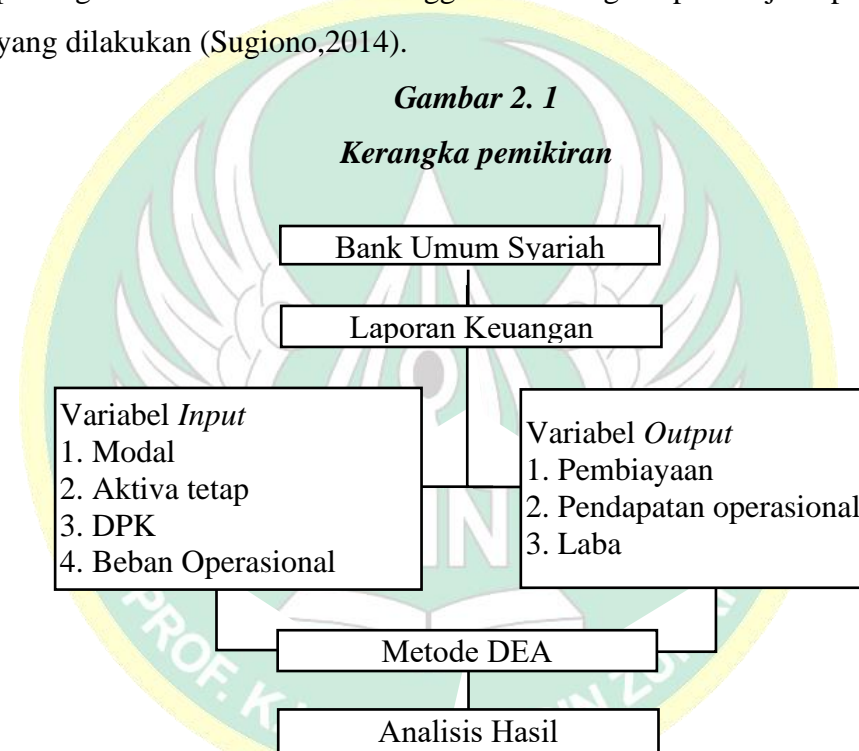 yang dilakukan (Sugiono,2014).
Gambar 2. 1
Kerangka pemikiran
Bank Umum Syariah
Laporan Keuangan
Variabel Input
1. Modal
2. Aktiva tetap
3. DPK
4. Beban Operasional
Variabel Output
1. Pembiayaan
2. Pendapatan operasional
3. Laba
IN
Metode DEA
PROF. K
Analisis Hasil